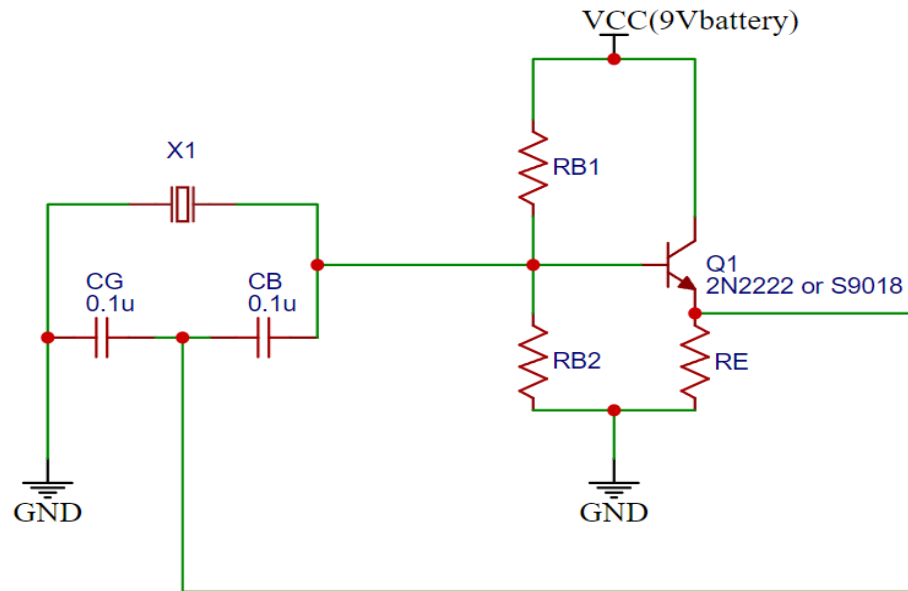 VCC(9Vbattery)
X1
RB1
CG
0.1u
CB
0.1u
Q1
2N2222 or S9018
RB2
RE
GND
GND